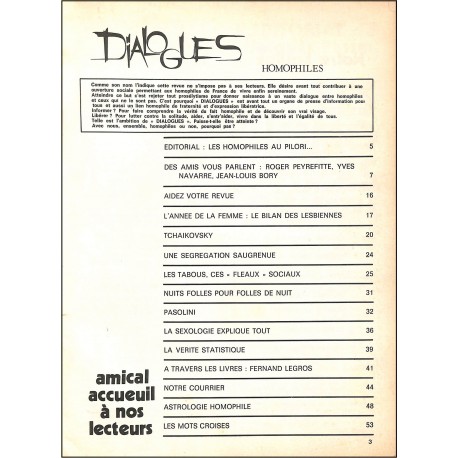 DIALOGUES
HOMOPHILES
Comme son nom l'indique cette revue ne s'impose pas à ses lecteurs. Elle désire avant tout contribuer à une
ouverture sociale permettant aux homophiles de France de vivre enfin sereinement.
Atteindre ce but c'est rejeter tout prosélytisme pour donner naissance à un vaste dialogue entre homophiles
et ceux qui ne le sont pas. C'est pourquoi « DIALOGUES » est avant tout un organe de presse d'information pour
tous et aussi un lien homophile de fraternité et d'expression libératrice.
Informer ? Pour faire comprendre la vérité du fait homophile et de découvrir son vrai visage.
Libérer ? Pour lutter contre la solitude, aider, s'entr'aider, vivre dans la liberté et l'égalité de tous.
Telle est l'ambition de « DIALOGUES ». Puisse-t-elle être atteinte ?
Avec nous, ensemble, homophiles ou non, pourquoi pas ?
EDITORIAL : LES HOMOPHILES AU PILORI... 5
DES AMIS VOUS PARLENT : ROGER PEYREFITTE, YVES
NAVARRE, JEAN-LOUIS BORY 7
AIDEZ VOTRE REVUE 16
L'ANNEE DE LA FEMME : LE BILAN DES LESBIENNES 17
TCHAIKOVSKY 20
UNE SEGREGATION SAUGRENUE 24
LES TABOUS, CES « FLEAUX » SOCIAUX 25
NUITS FOLLES POUR FOLLES DE NUIT 31
PASOLINI 32
LA SEXOLOGIE EXPLIQUE TOUT 36
LA VERITE STATISTIQUE 39
A TRAVERS LES LIVRES : FERNAND LEGROS 41
NOTRE COURRIER 44
ASTROLOGIE HOMOPHILE 48
LES MOTS CROISES 53
amical
accueuil
à nos
lecteurs
3